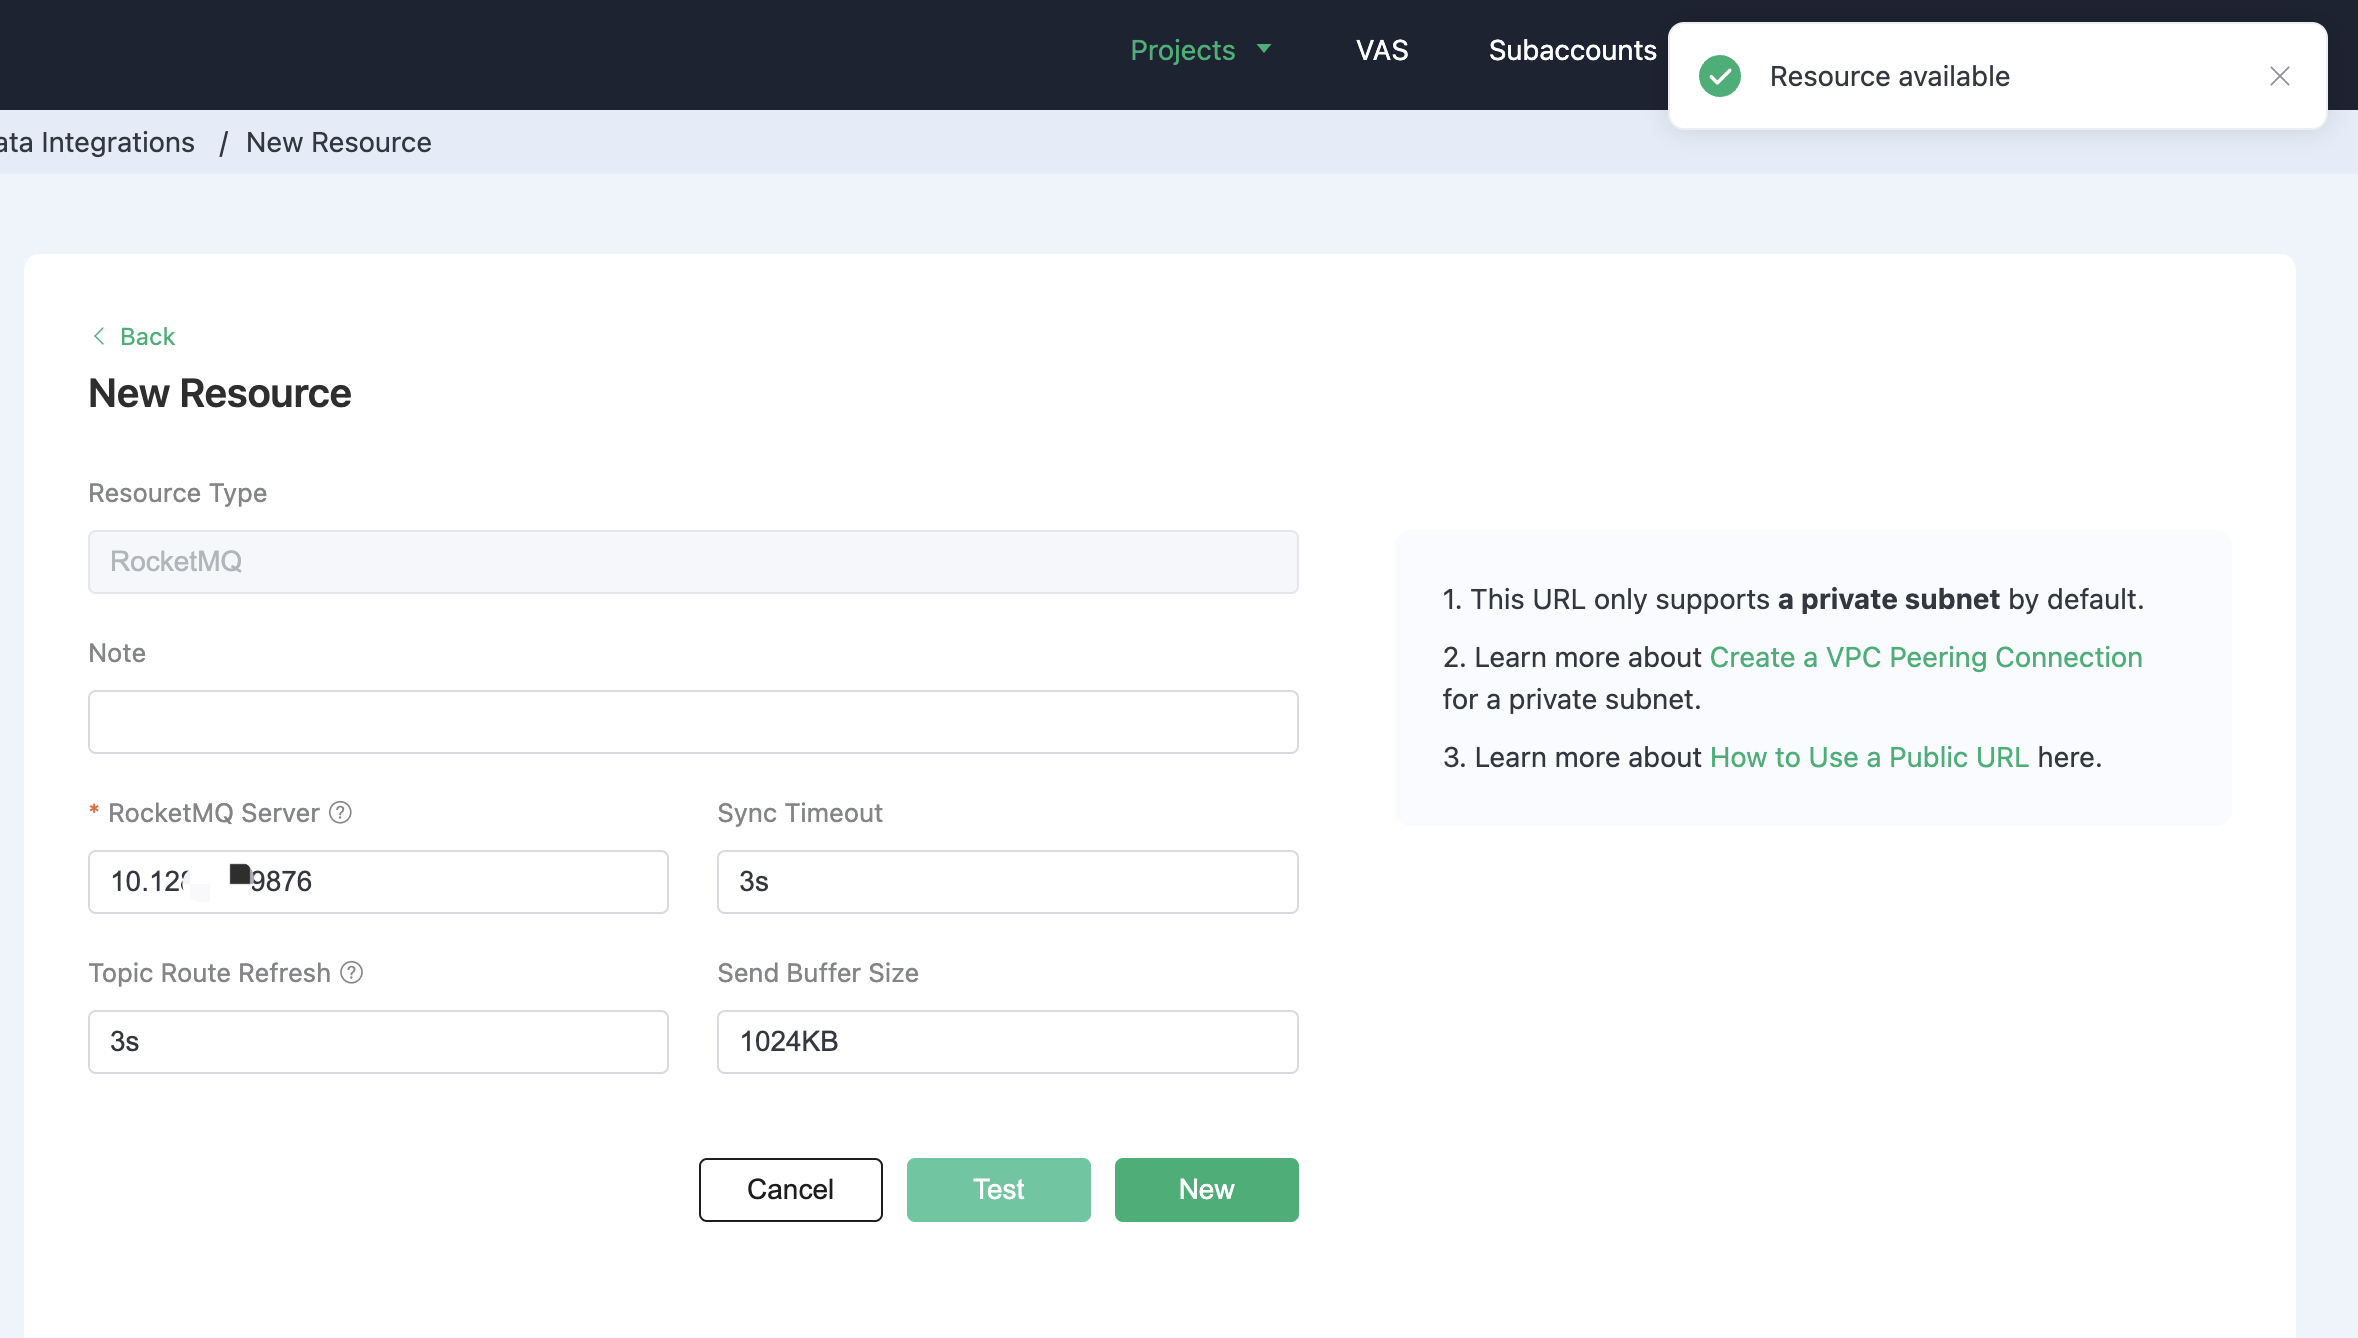 Projects VAS Subaccounts
Resource available
ata Integrations / New Resource
Back
New Resource
Resource Type
RocketMQ
Note
* RocketMQ Server ?
9876
Sync Timeout
3s
Topic Route Refresh ?
3s
Send Buffer Size
1024KB
Cancel Test New
1. This URL only supports a private subnet by default.
2. Learn more about Create a VPC Peering Connection
for a private subnet.
3. Learn more about How to Use a Public URL here.